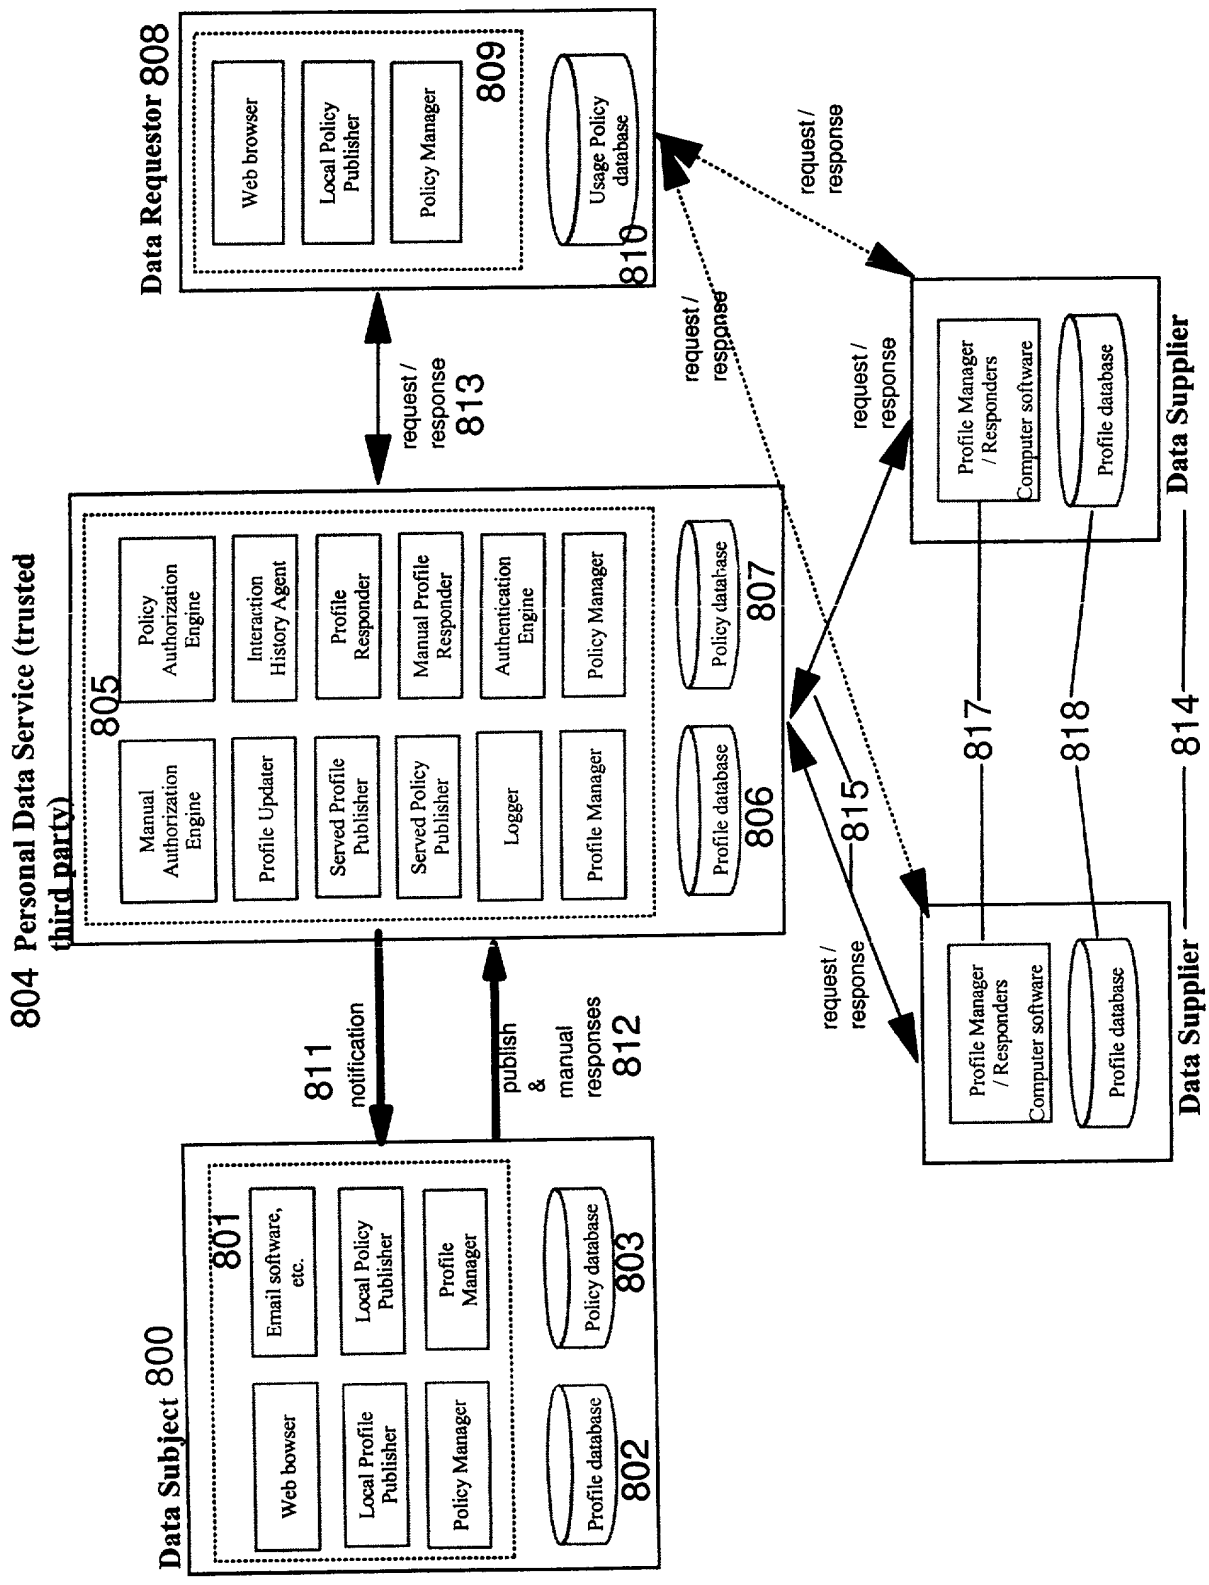 804 Personal Data Service (trusted
third party)
Data Subject 800
801
Web bowser
Email software,
etc.
Local Profile
Publisher
Local Policy
Publisher
Policy Manager
Profile
Manager
Profile database
802
Policy database
803
811
notification
publish
& manual
responses
812
805
Manual
Authorization
Engine
Policy
Authorization
Engine
Profile Updater
Interaction
History Agent
Served Profile
Publisher
Profile
Responder
Served Policy
Publisher
Manual Profile
Responder
Logger
Authentication
Engine
Profile Manager
Policy Manager
Profile database
806
Policy database
807
request /
response
813
Data Requestor 808
Web browser
Local Policy
Publisher
Policy Manager
809
Usage Policy
database
810
request /
response
request /
response
request /
response
request /
response
815
Profile Manager
/ Responders
Computer software
Profile database
Data Supplier
817
818
814
Profile Manager
/ Responders
Computer software
Profile database
Data Supplier